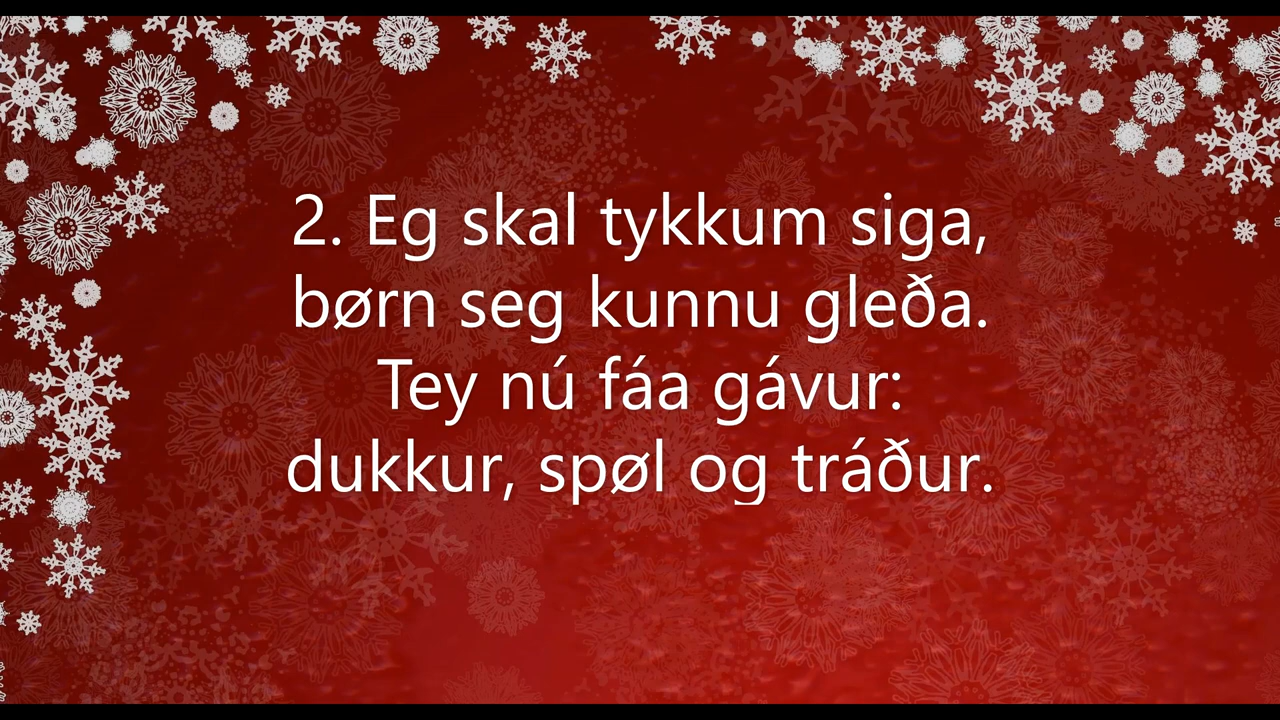 2. Eg skal tykkum siga,
børn seg kunnu gleða.
Tey nú fáa gávur:
dukkur, spøl og tráður.